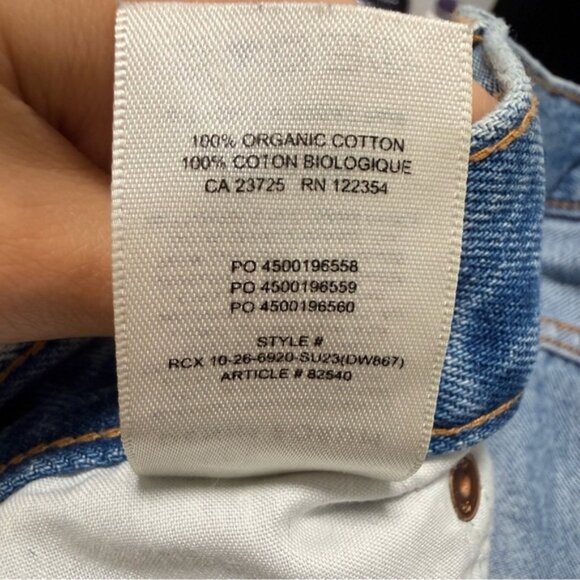 100% ORGANIC COTTON
100% COTON BIOLOGIQUE
CA 23725 RN 122354
PO 4500196558
PO 4500196559
PO 4500196560
STYLE #
RCX 10-26-6920-SU23(DW867)
ARTICLE # 82540